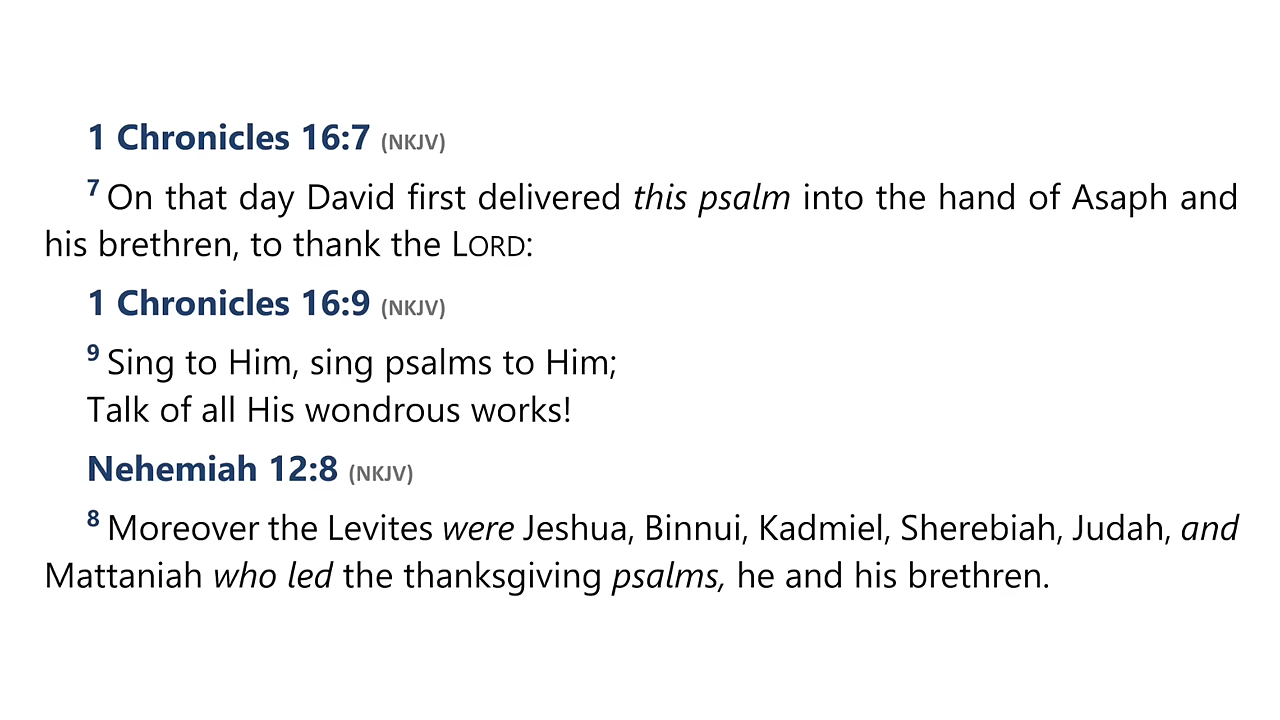 1 Chronicles 16:7 (NKJV)
7 On that day David first delivered this psalm into the hand of Asaph and
his brethren, to thank the LORD:
1 Chronicles 16:9 (NKJV)
9 Sing to Him, sing psalms to Him;
Talk of all His wondrous works!
Nehemiah 12:8 (NKJV)
8 Moreover the Levites were Jeshua, Binnui, Kadmiel, Sherebiah, Judah, and
Mattaniah who led the thanksgiving psalms, he and his brethren.